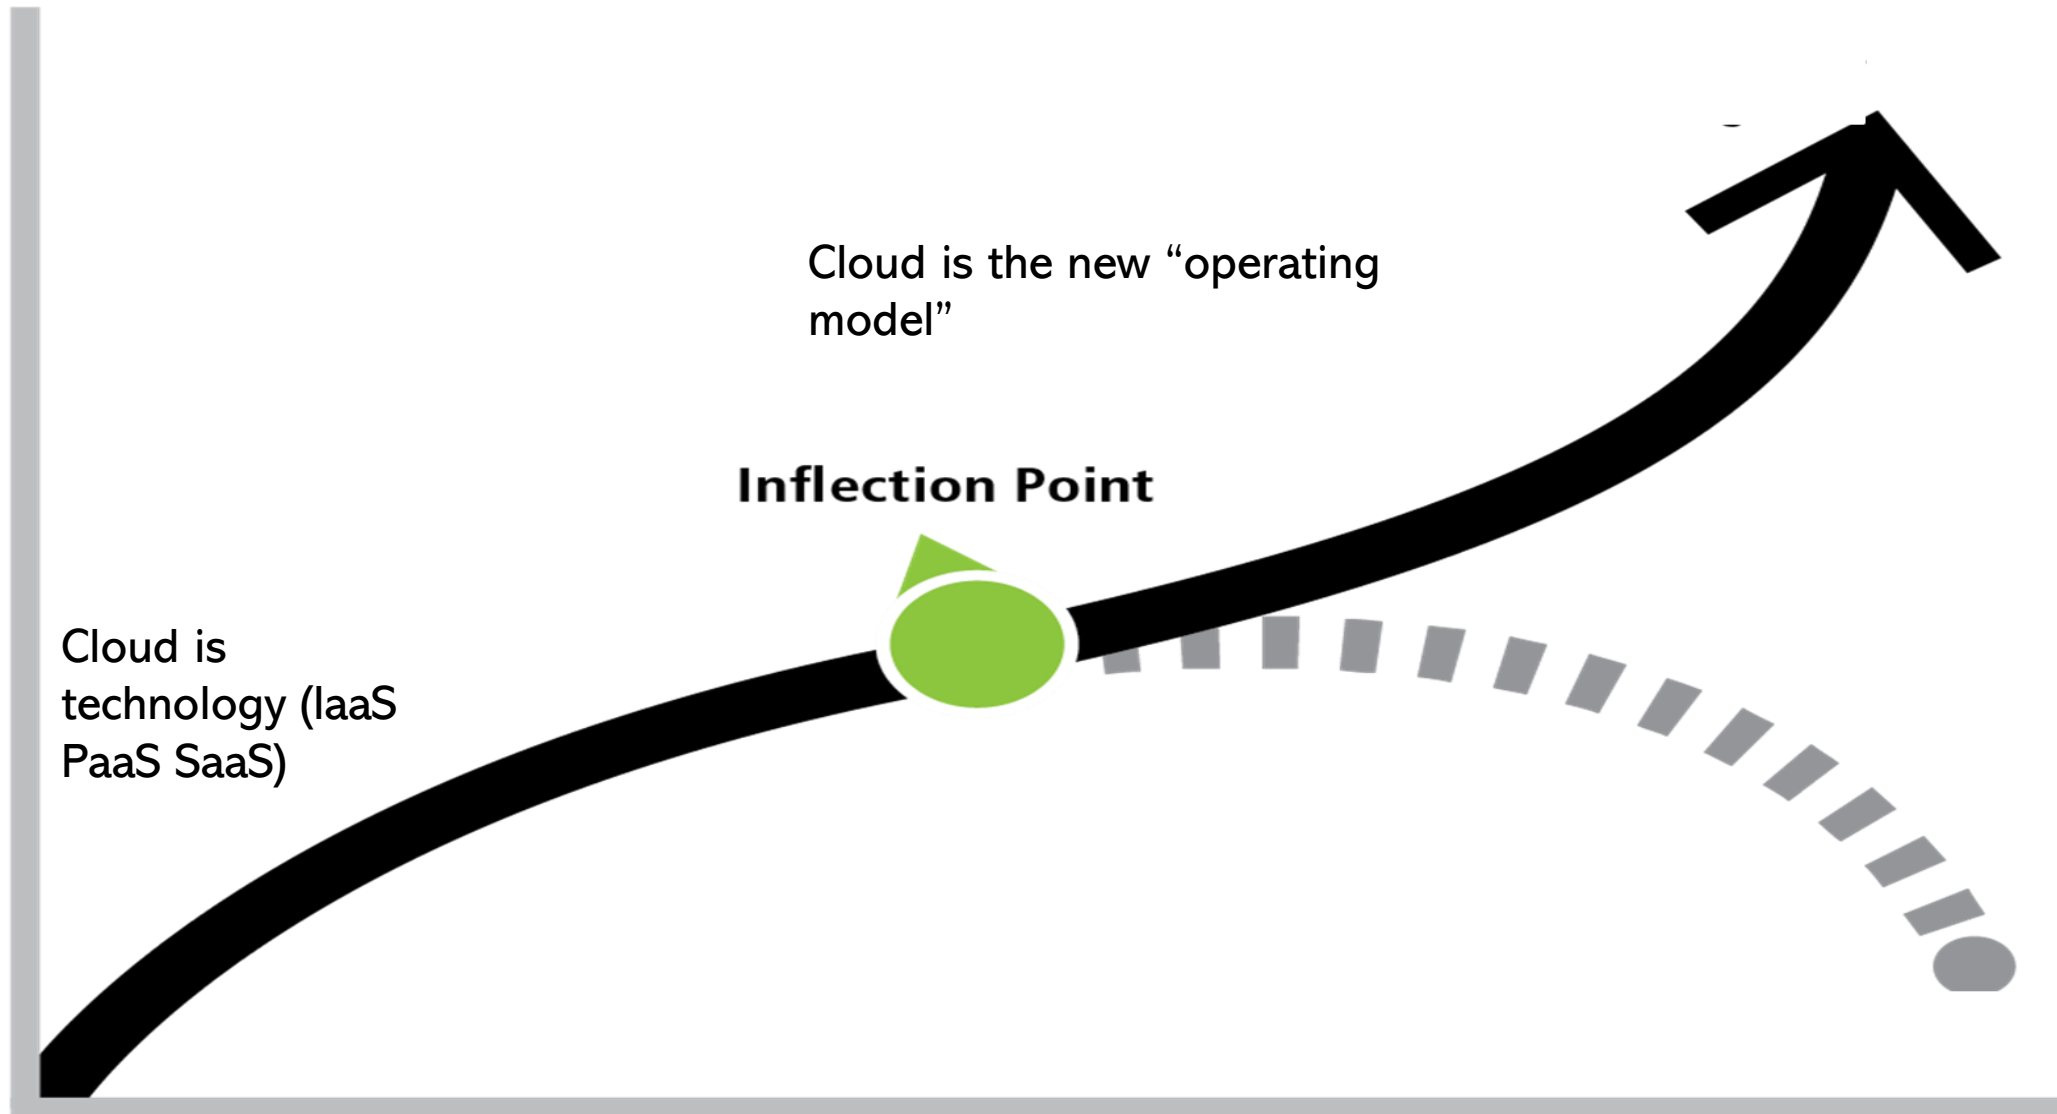 Cloud is the new “operating
model”
Inflection Point
Cloud is
technology (IaaS
PaaS SaaS)